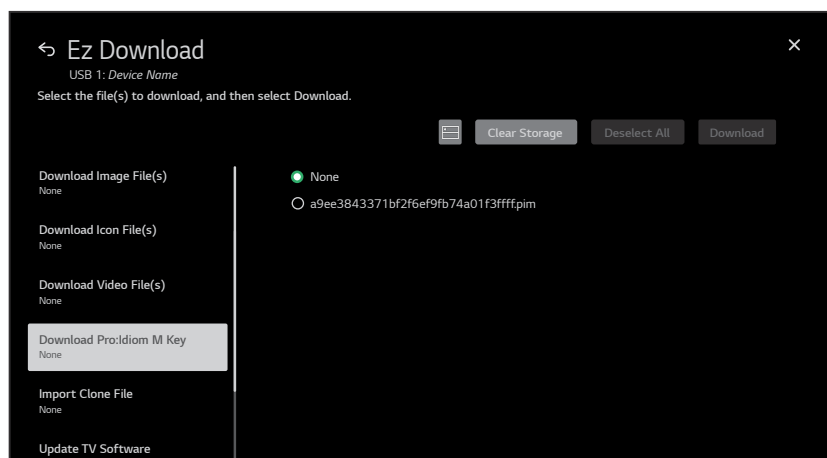 Ez Download
USB 1: Device Name
Select the file(s) to download, and then select Download.
Clear Storage
Deselect All
Download
Download Image File(s)
None
Download Icon File(s)
None
Download Video File(s)
None
Download Pro:Idiom M Key
None
Import Clone File
None
Update TV Software
None
a9ee3843371bf2f6ef9fb74a01f3ffff.pim